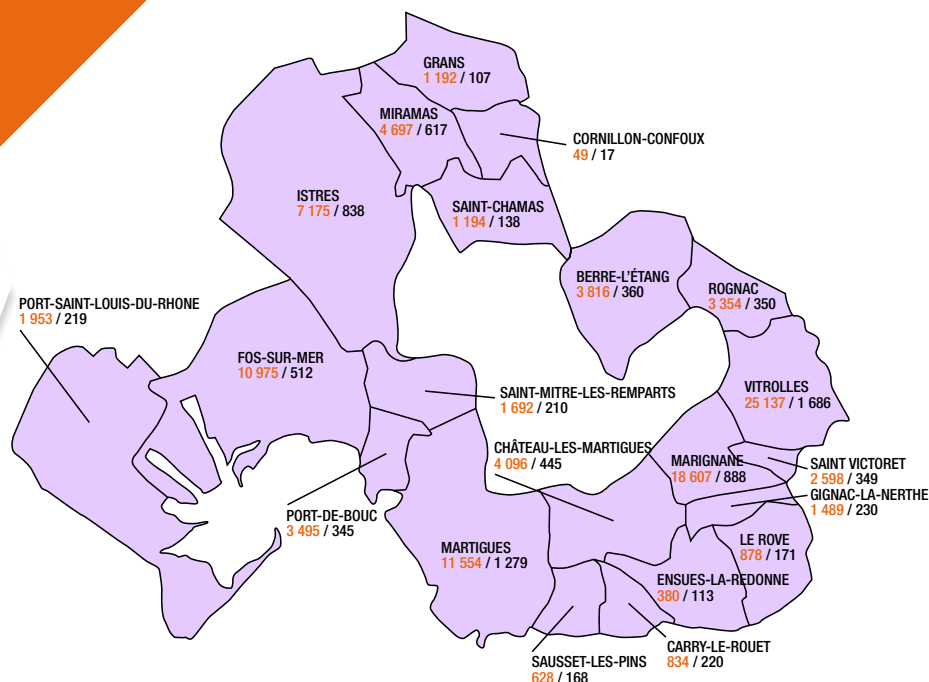 GRANS
1 192 / 107
MIRAMAS
4 697 / 617
CORNILLON-CONFOUX
49 / 17
ISTRES
7 175 / 838
SAINT-CHAMAS
1 194 / 138
BERRE-L'ÉTANG
3 816 / 360
ROGNAC
3 354 / 350
PORT-SAINT-LOUIS-DU-RHONE
1 953 / 219
FOS-SUR-MER
10 975 / 512
SAINT-MITRE-LES-REMPARTS
1 692 / 210
VITROLLES
25 137 / 1 686
CHÂTEAU-LES-MARTIGUES
4 096 / 445
MARIGNANE
18 607 / 888
SAINT VICTORET
2 598 / 349
GIGNAC-LA-NERTHE
1 489 / 230
PORT-DE-BOUC
3 495 / 345
MARTIGUES
11 554 / 1 279
LE ROVE
878 / 171
ENSUES-LA-REDONNE
380 / 113
CARRY-LE-ROUET
834 / 220
SAUSSET-LES-PINS
628 / 168